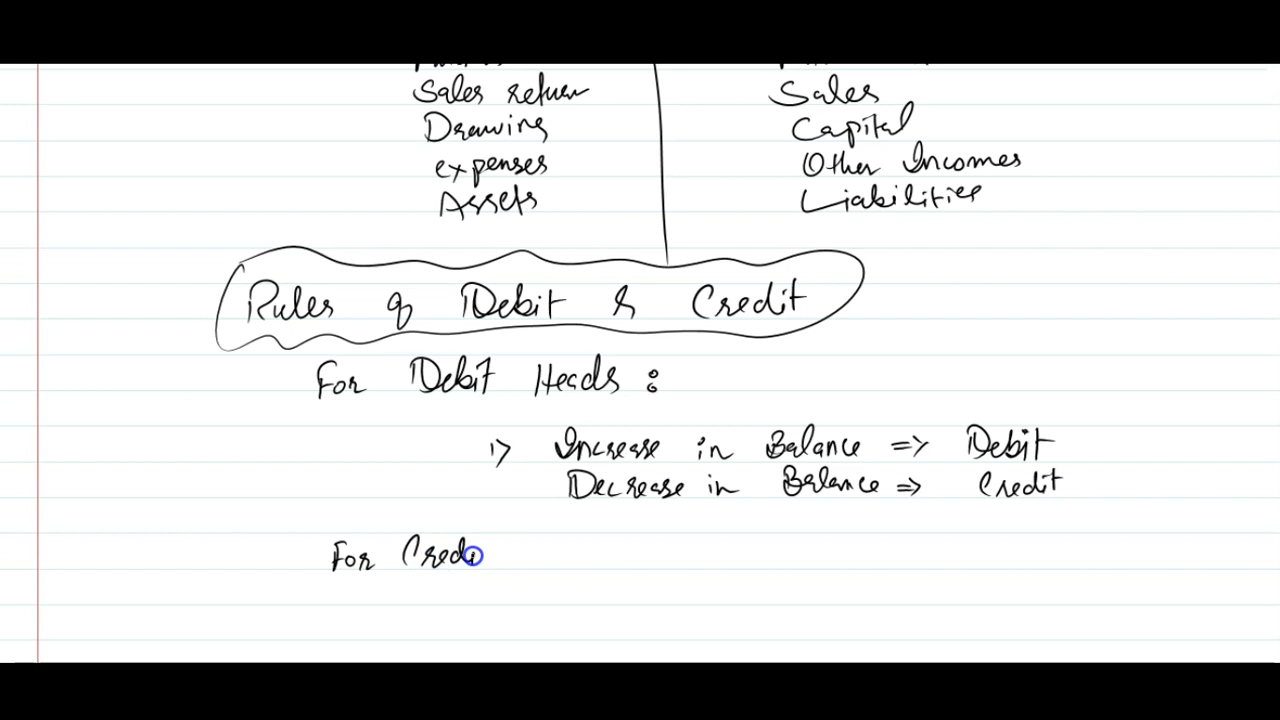 Sales return Sales
Drawing Capital
expenses Other Incomes
Assets Liabilities
Rules of Debit & Credit
For Debit Heads :
1> Increase in Balance => Debit
Decrease in Balance => Credit
For Credi